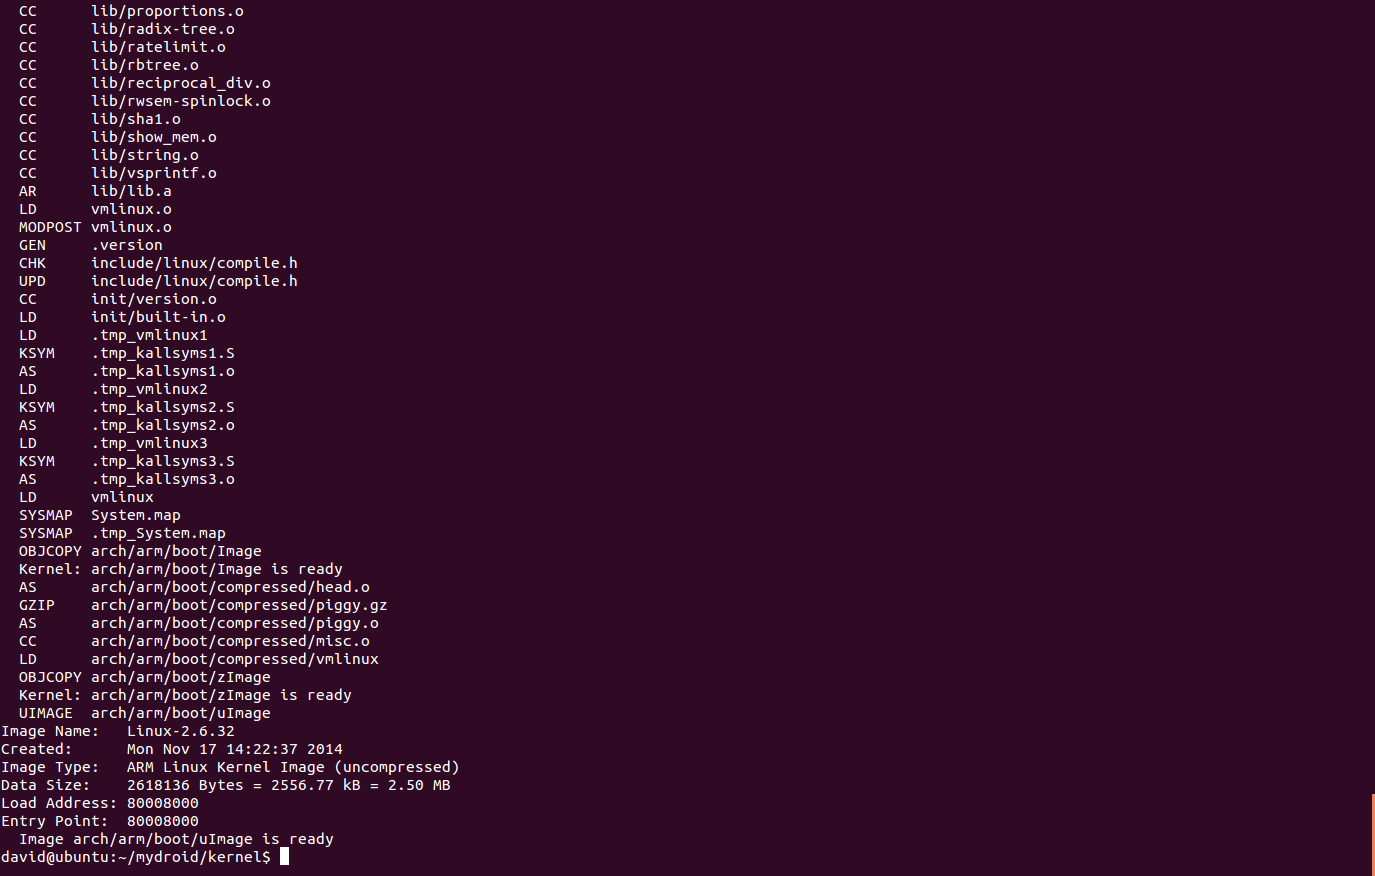 CC      lib/proportions.o
CC      lib/radix-tree.o
CC      lib/ratelimit.o
CC      lib/rbtree.o
CC      lib/reciprocal_div.o
CC      lib/rwsem-spinlock.o
CC      lib/sha1.o
CC      lib/show_mem.o
CC      lib/string.o
CC      lib/vsprintf.o
AR      lib/lib.a
LD      vmlinux.o
MODPOST vmlinux.o
GEN     .version
CHK     include/linux/compile.h
UPD     include/linux/compile.h
CC      init/version.o
LD      init/built-in.o
LD      .tmp_vmlinux1
KSYM    .tmp_kallsyms1.S
AS      .tmp_kallsyms1.o
LD      .tmp_vmlinux2
KSYM    .tmp_kallsyms2.S
AS      .tmp_kallsyms2.o
LD      .tmp_vmlinux3
KSYM    .tmp_kallsyms3.S
AS      .tmp_kallsyms3.o
LD      vmlinux
SYSMAP  System.map
SYSMAP  .tmp_System.map
OBJCOPY arch/arm/boot/Image
Kernel: arch/arm/boot/Image is ready
AS      arch/arm/boot/compressed/head.o
GZIP    arch/arm/boot/compressed/piggy.gz
AS      arch/arm/boot/compressed/piggy.o
CC      arch/arm/boot/compressed/misc.o
LD      arch/arm/boot/compressed/vmlinux
OBJCOPY arch/arm/boot/zImage
Kernel: arch/arm/boot/zImage is ready
UIMAGE  arch/arm/boot/uImage
Image Name:   Linux-2.6.32
Created:      Mon Nov 17 14:22:37 2014
Image Type:   ARM Linux Kernel Image (uncompressed)
Data Size:    2618136 Bytes = 2556.77 kB = 2.50 MB
Load Address: 80008000
Entry Point:  80008000
Image arch/arm/boot/uImage is ready
david@ubuntu:~/mydroid/kernel$